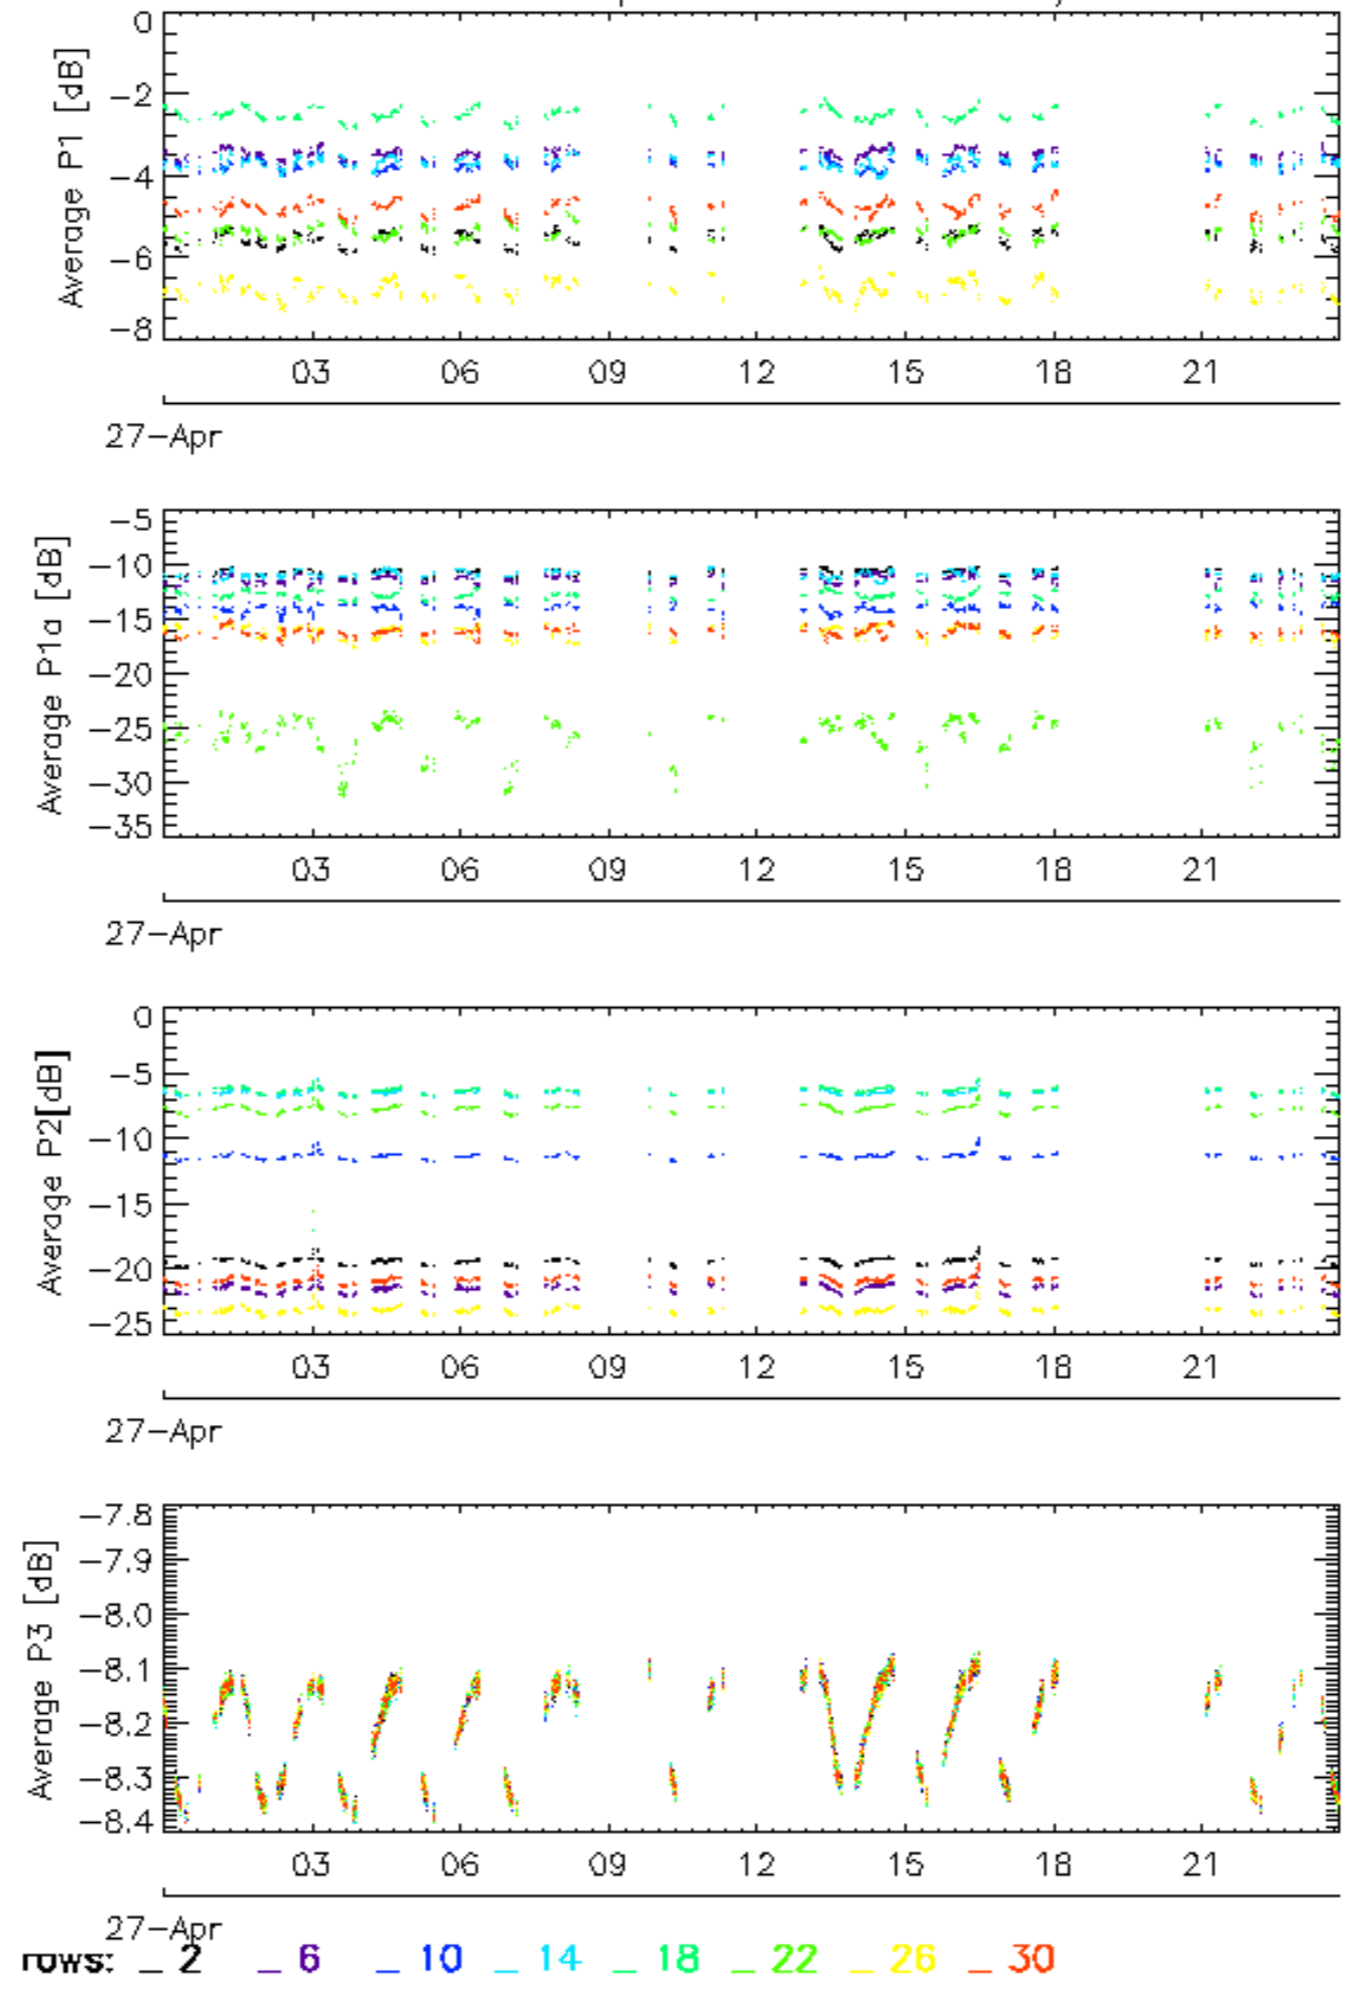 0
−2
−4
−6
−8
Average P1 [dB]
03 06 09 12 15 18 21
27−Apr
−5
−10
−15
−20
−25
−30
−35
Average P1a [dB]
03 06 09 12 15 18 21
27−Apr
0
−5
−10
−15
−20
−25
Average P2[dB]
03 06 09 12 15 18 21
27−Apr
−7.8
−7.9
−8.0
−8.1
−8.2
−8.3
−8.4
Average P3 [dB]
03 06 09 12 15 18 21
27−Apr
rows: _ 2 _ 6 _ 10 _ 14 _ 18 _ 22 _ 26 _ 30